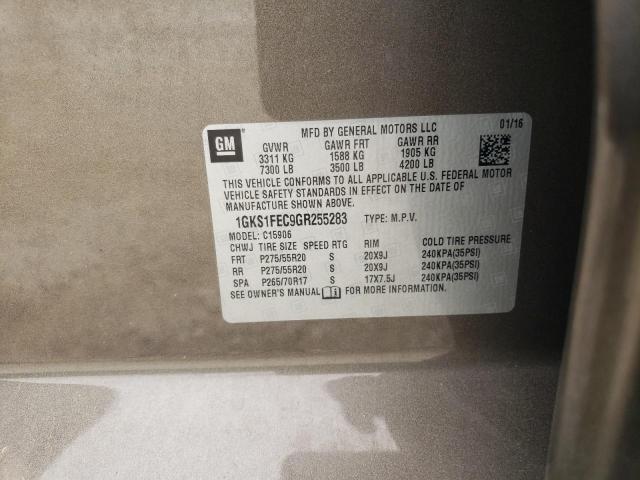 GM
MFD BY GENERAL MOTORS LLC 01/16
GVWR GAWR FRT GAWR RR
3311 KG 1588 KG 1905 KG
7300 LB 3500 LB 4200 LB
THIS VEHICLE CONFORMS TO ALL APPLICABLE U.S. FEDERAL MOTOR
VEHICLE SAFETY STANDARDS IN EFFECT ON THE DATE OF
MANUFACTURE SHOWN ABOVE.
1GKS1FEC9GR255283 TYPE: M.P.V.
MODEL: C15906
CHWJ TIRE SIZE SPEED RTG RIM COLD TIRE PRESSURE
FRT P275/55R20 S 20X9J 240KPA(35PSI)
RR P275/55R20 S 20X9J 240KPA(35PSI)
SPA P265/70R17 S 17X7.5J 240KPA(35PSI)
SEE OWNER'S MANUAL FOR MORE INFORMATION.